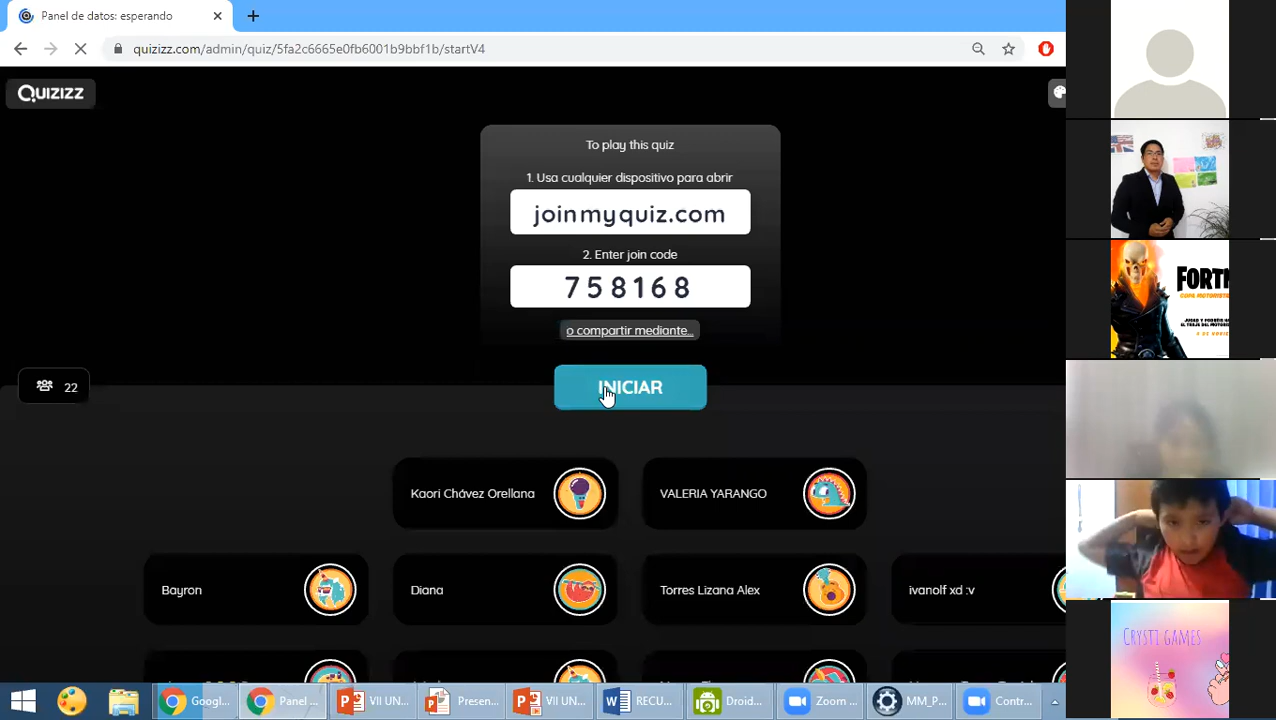 Panel de datos: esperando
quizizz.com/admin/quiz/5fa2c6665e0fb6001b9bbf1b/startV4
QUIZIZZ
To play this quiz
1. Usa cualquier dispositivo para abrir
joinmyquiz.com
2. Enter join code
758168
o compartir mediante...
INICIAR
22
Kaori Chávez Orellana
VALERIA YARANGO
Bayron
Diana
Torres Lizana Alex
ivanolf xd :v
FORTN
COPA MOTORISTA
CRYSTI GAMES
Googl...
Panel ...
VII UN...
Presen...
VII UN...
RECU...
Droid...
Zoom ...
MM_P...
Contr...